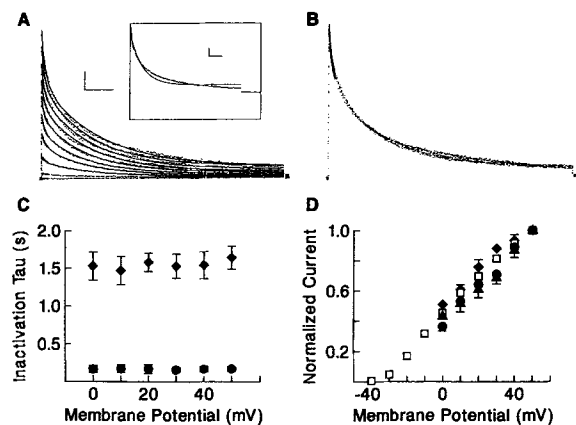 A
B
C
D
2.0
1.5
1.0
0.5
Inactivation Tau (s)
0 20 40
Membrane Potential (mV)
1.0
0.6
0.2
Normalized Current
-40 0 40
Membrane Potential (mV)